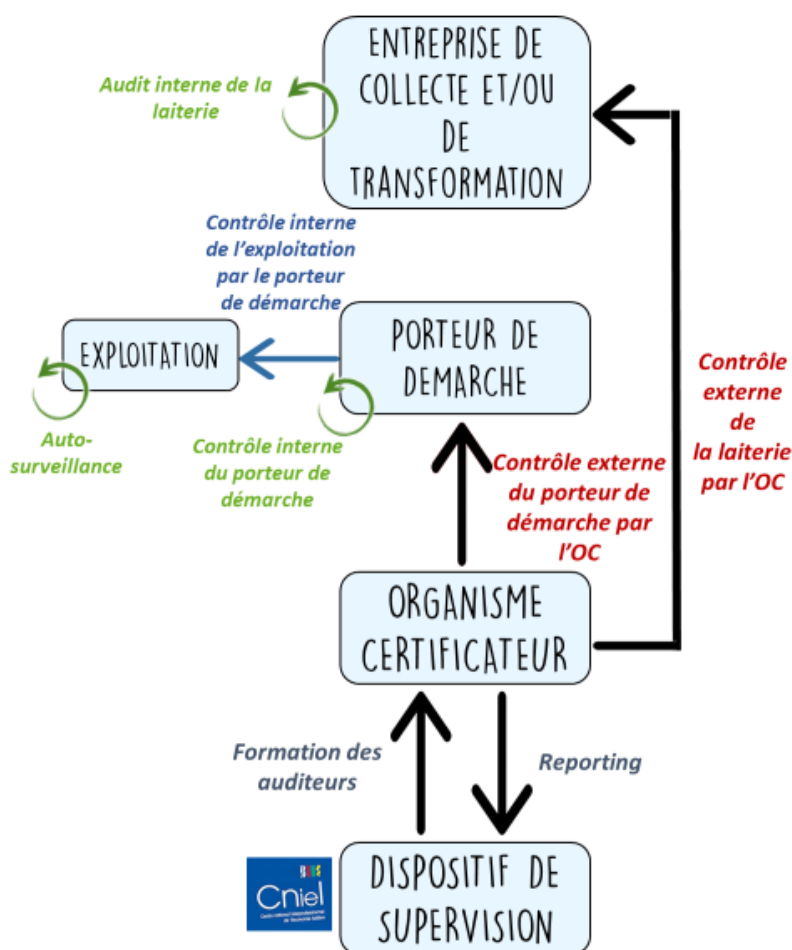 ENTREPRISE DE
COLLECTE ET/OU
DE
TRANSFORMATION
Audit interne de la
laiterie
Contrôle interne
de l'exploitation
par le porteur
de démarche
EXPLOITATION
PORTEUR DE
DEMARCHE
Auto-
surveillance
Contrôle interne
du porteur de
démarche
Contrôle externe
du porteur de
démarche par
l'OC
Contrôle
externe
de
la laiterie
par l'OC
ORGANISME
CERTIFICATEUR
Formation des
auditeurs
Reporting
Cniel
DISPOSITIF DE
SUPERVISION